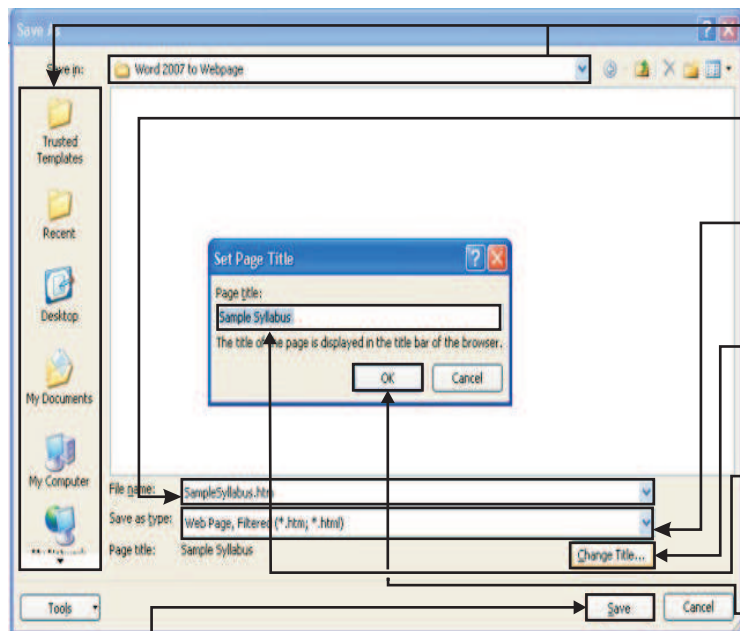 Save As
Save in:
Word 2007 to Webpage
Trusted
Templates
Recent
Desktop
My Documents
My Computer
Set Page Title
Page title:
Sample Syllabus
The title of the page is displayed in the title bar of the browser.
OK
Cancel
File name:
SampleSyllabus.htm
Save as type:
Web Page, Filtered (*.htm; *.html)
Page title:
Sample Syllabus
Change Title...
Tools
Save
Cancel